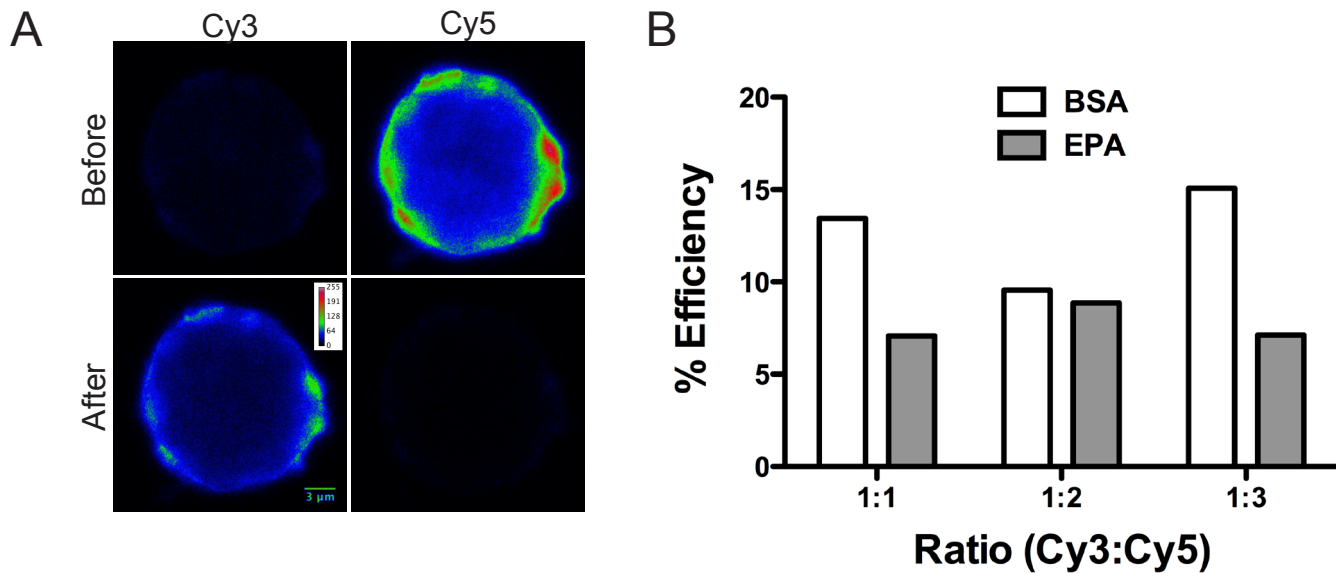 A
Cy3
Cy5
Before
After
255
191
128
64
0
3 µm
B
BSA
EPA
% Efficiency
20
15
10
5
0
1:1
1:2
1:3
Ratio (Cy3:Cy5)